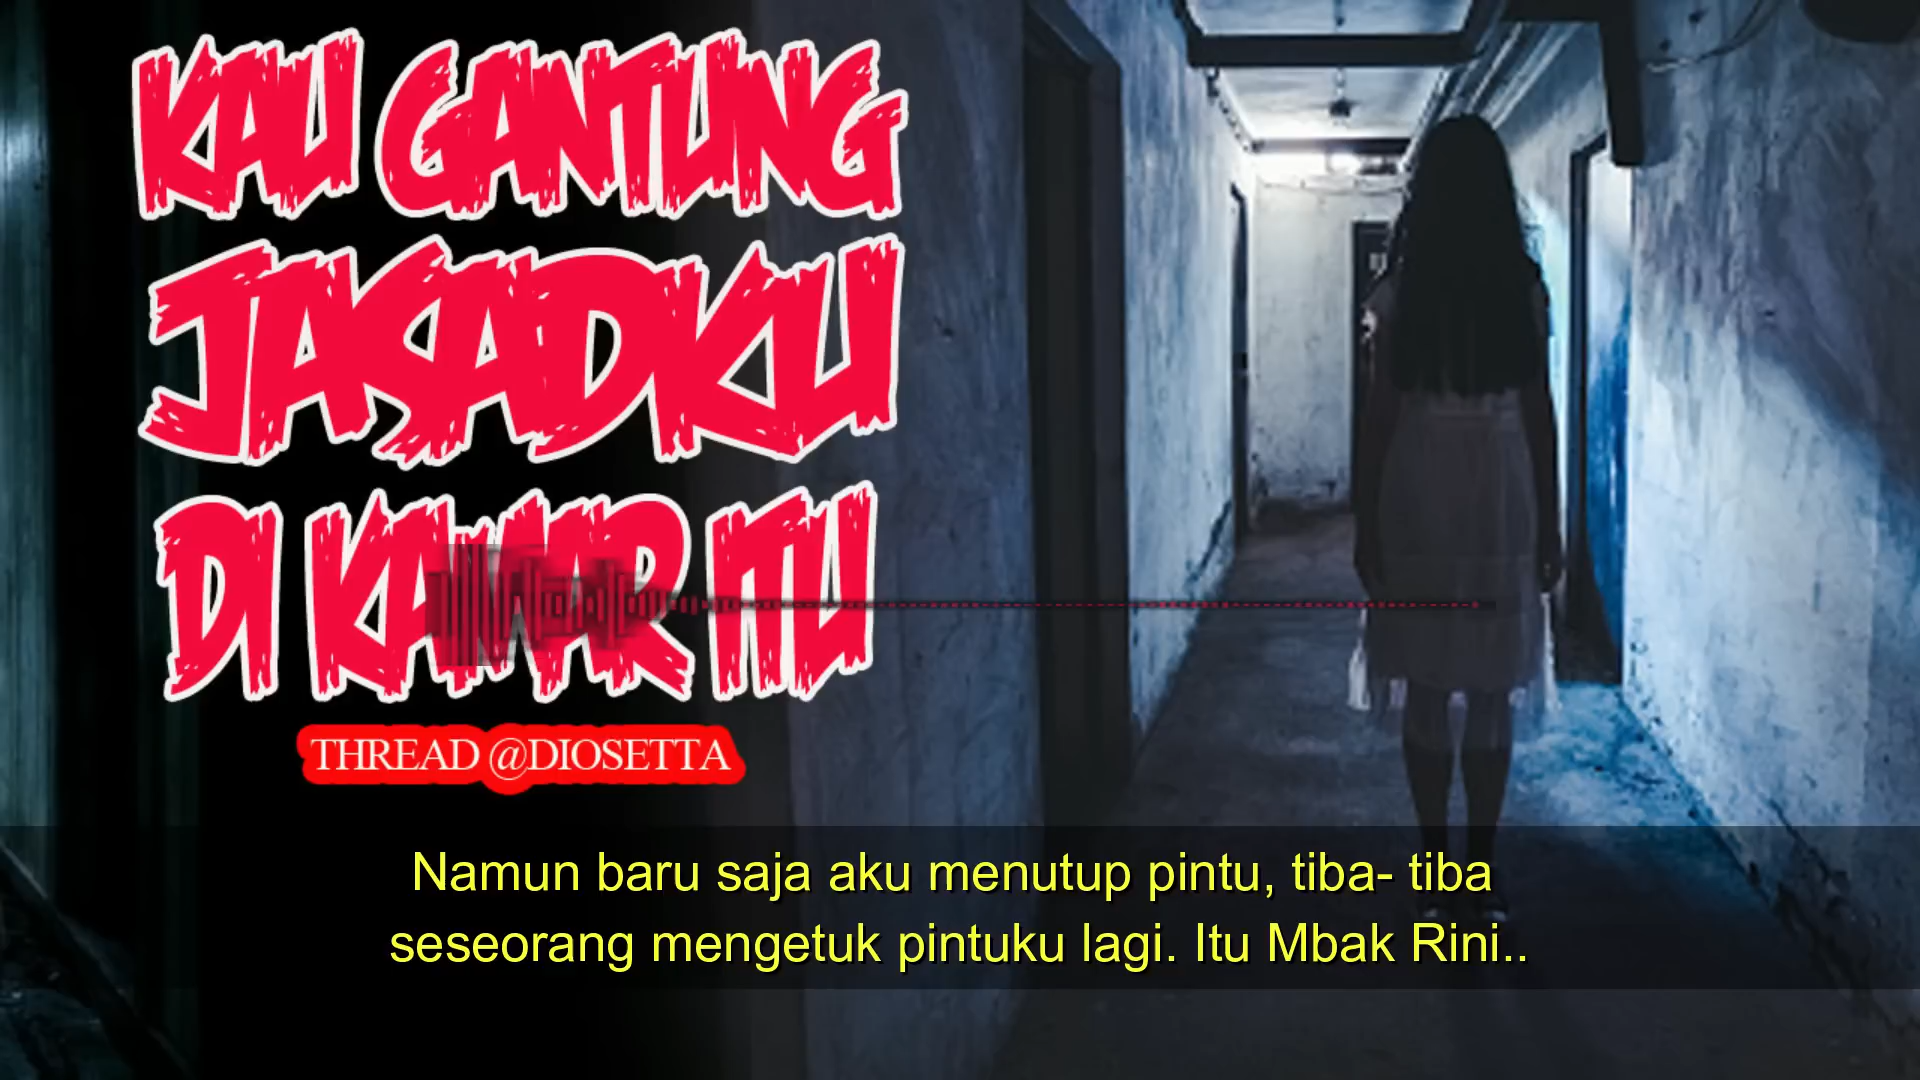 KAU GANTUNG
JASADKU
DI KAMAR ITU
THREAD @DIOSETTA
Namun baru saja aku menutup pintu, tiba- tiba
seseorang mengetuk pintuku lagi. Itu Mbak Rini..